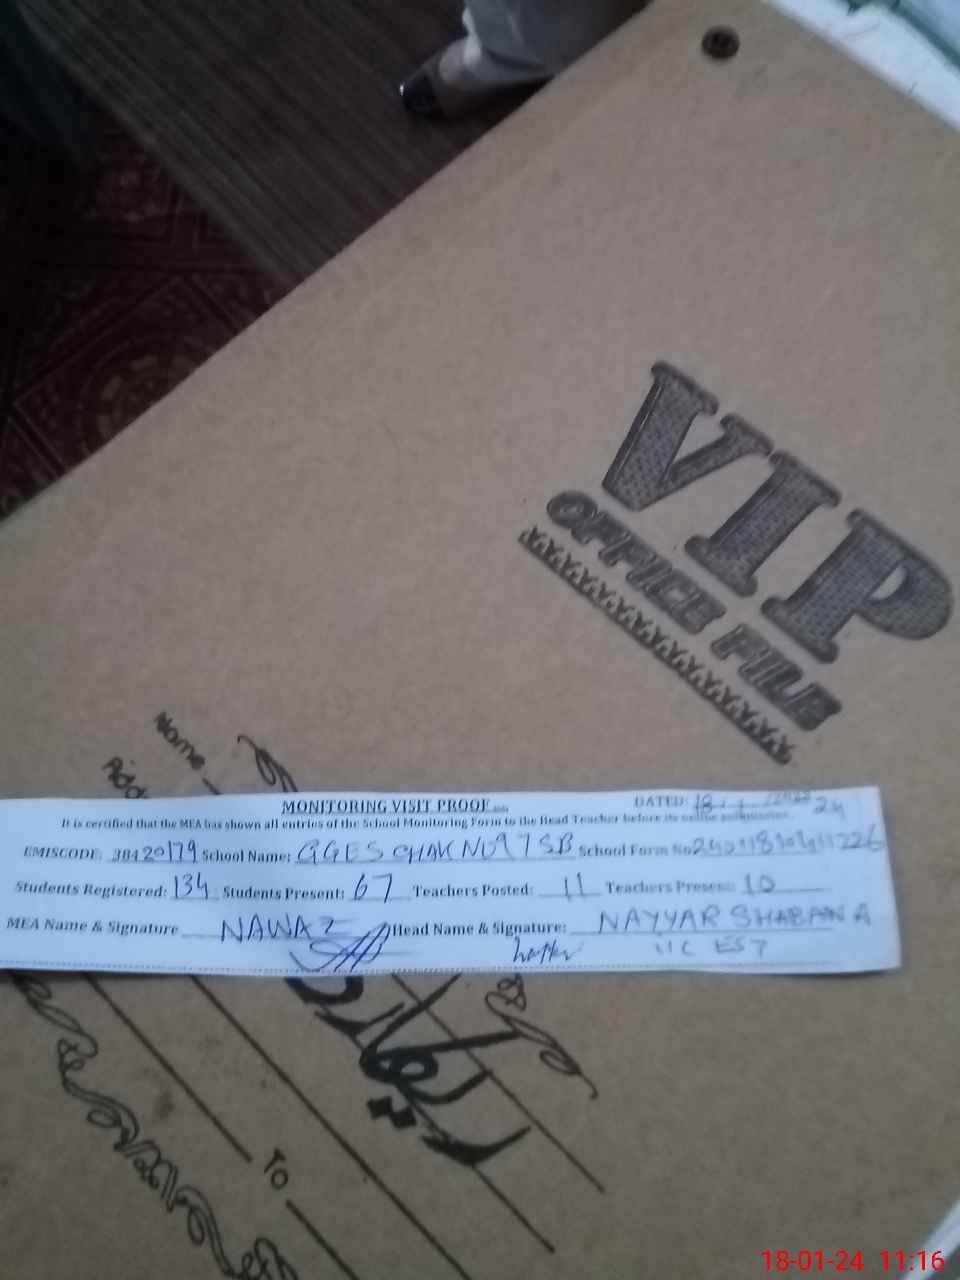 VIP
OFFICE FILE
Name
Add
MONITORING VISIT PROOF DATED: 18 1 24
It is certified that the MEA has shown all entries of the School Monitoring Form to the Head Teacher before its online submission.
EMISCODE: 38420179 School Name: GGES CHAK NO 97 SB School Form No
Students Registered: 134 Students Present: 67 Teachers Posted: 11 Teachers Present: 10
MEA Name & Signature NAWAZ Head Name & Signature: NAYYAR SHABANA
I/C EST
To
18-01-24 11:16